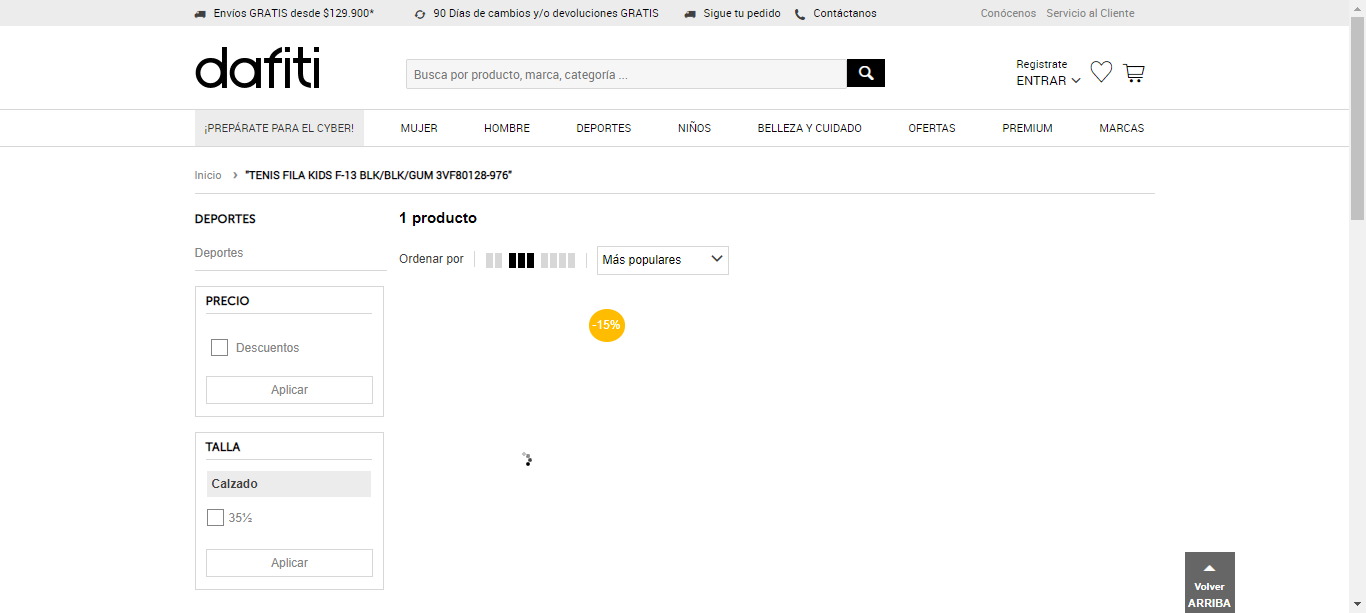 Envíos GRATIS desde $129.900* 90 Días de cambios y/o devoluciones GRATIS Sigue tu pedido Contáctanos Conócenos Servicio al Cliente
dafiti
Busca por producto, marca, categoría ...
Registrate
ENTRAR
¡PREPÁRATE PARA EL CYBER! MUJER HOMBRE DEPORTES NIÑOS BELLEZA Y CUIDADO OFERTAS PREMIUM MARCAS
Inicio > "TENIS FILA KIDS F-13 BLK/BLK/GUM 3VF80128-976"
DEPORTES
Deportes
PRECIO
Descuentos
Aplicar
TALLA
Calzado
35½
Aplicar
1 producto
Ordenar por Más populares
-15%
Volver
ARRIBA